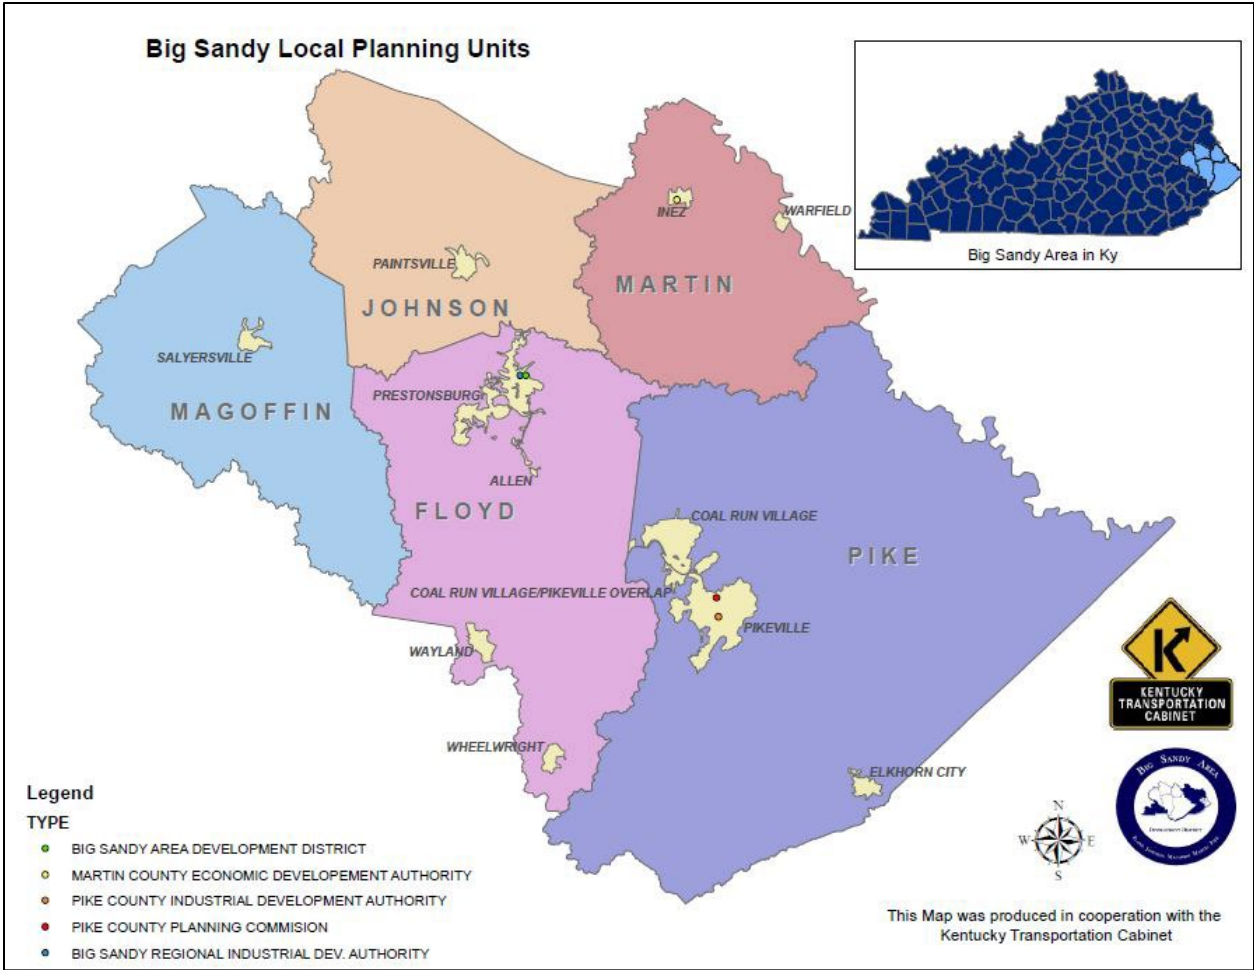 Big Sandy Local Planning Units
Big Sandy Area in Ky
INEZ
WARFIELD
PAINTSVILLE
MARTIN
JOHNSON
SALYERSVILLE
PRESTONSBURG
MAGOFFIN
ALLEN
FLOYD
COAL RUN VILLAGE
PIKE
COAL RUN VILLAGE/PIKEVILLE OVERLAP
PIKEVILLE
WAYLAND
WHEELWRIGHT
ELKHORN CITY
KENTUCKY
TRANSPORTATION
CABINET
BIG SANDY AREA
DEVELOPMENT DISTRICT
N
W E
S
Legend
TYPE
BIG SANDY AREA DEVELOPMENT DISTRICT
MARTIN COUNTY ECONOMIC DEVELOPEMENT AUTHORITY
PIKE COUNTY INDUSTRIAL DEVELOPMENT AUTHORITY
PIKE COUNTY PLANNING COMMISION
BIG SANDY REGIONAL INDUSTRIAL DEV. AUTHORITY
This Map was produced in cooperation with the
Kentucky Transportation Cabinet